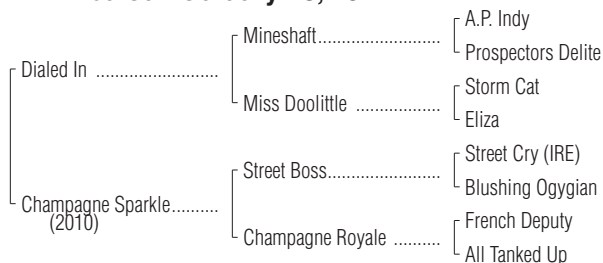 A.P. Indy
Mineshaft
Prospectors Delite
Dialed In
Storm Cat
Miss Doolittle
Eliza
Street Cry (IRE)
Street Boss
Blushing Ogygian
Champagne Sparkle
(2010)
French Deputy
Champagne Royale
All Tanked Up